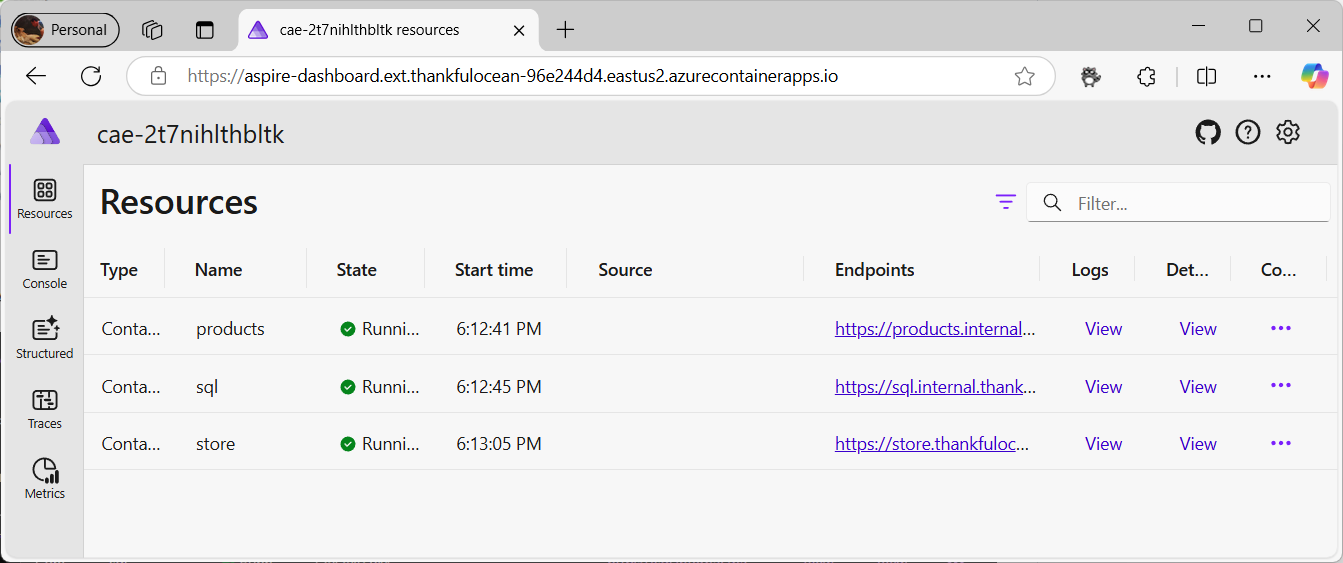 Personal
cae-2t7nihlthbltk resources
https://aspire-dashboard.ext.thankfulocean-96e244d4.eastus2.azurecontainerapps.io
cae-2t7nihlthbltk
Resources
Console
Structured
Traces
Metrics
Resources
Filter...
Type Name State Start time Source Endpoints Logs Det... Co...
Conta... products Runni... 6:12:41 PM https://products.internal... View View
Conta... sql Runni... 6:12:45 PM https://sql.internal.thank... View View
Conta... store Runni... 6:13:05 PM https://store.thankfuloc... View View